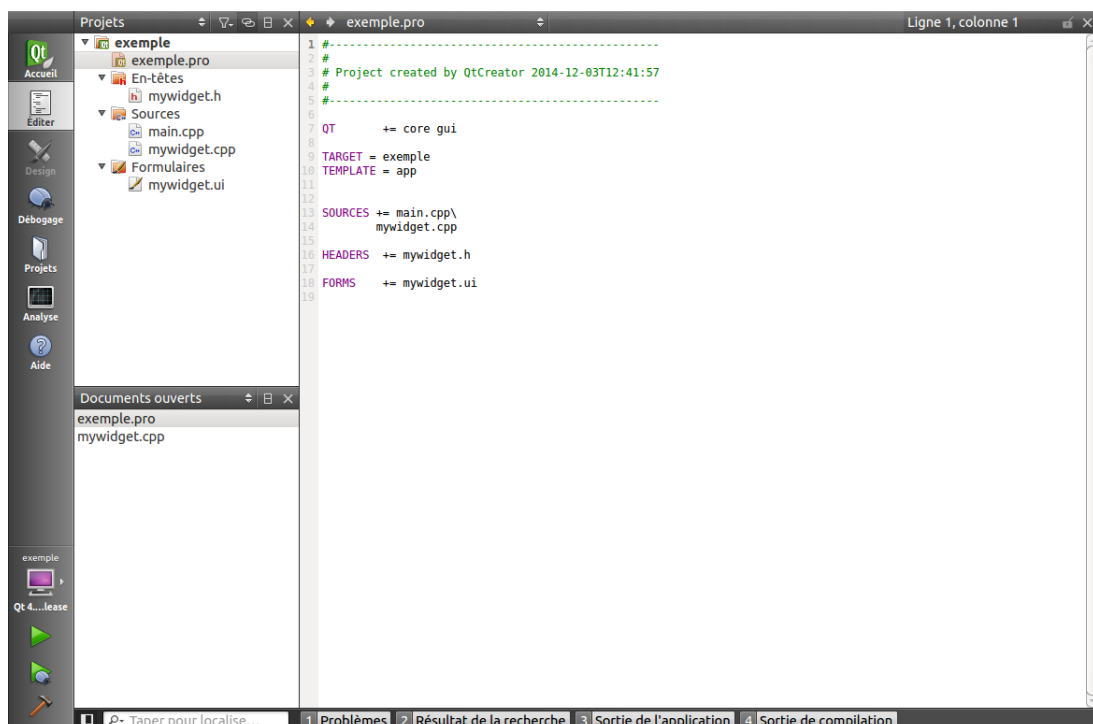 Projets
exemple.pro
Ligne 1, colonne 1
Accueil
Éditer
Design
Débogage
Projets
Analyse
Aide
exemple
exemple.pro
En-têtes
mywidget.h
Sources
main.cpp
mywidget.cpp
Formulaires
mywidget.ui
1 #-------------------------------------------------
2 #
3 # Project created by QtCreator 2014-12-03T12:41:57
4 #
5 #-------------------------------------------------
6
7 QT       += core gui
8
9 TARGET = exemple
10 TEMPLATE = app
11
12
13 SOURCES += main.cpp\
14         mywidget.cpp
15
16 HEADERS  += mywidget.h
17
18 FORMS    += mywidget.ui
19
Documents ouverts
exemple.pro
mywidget.cpp
exemple
Qt 4....lease
Taper pour localise...
1 Problèmes 2 Résultat de la recherche 3 Sortie de l'application 4 Sortie de compilation